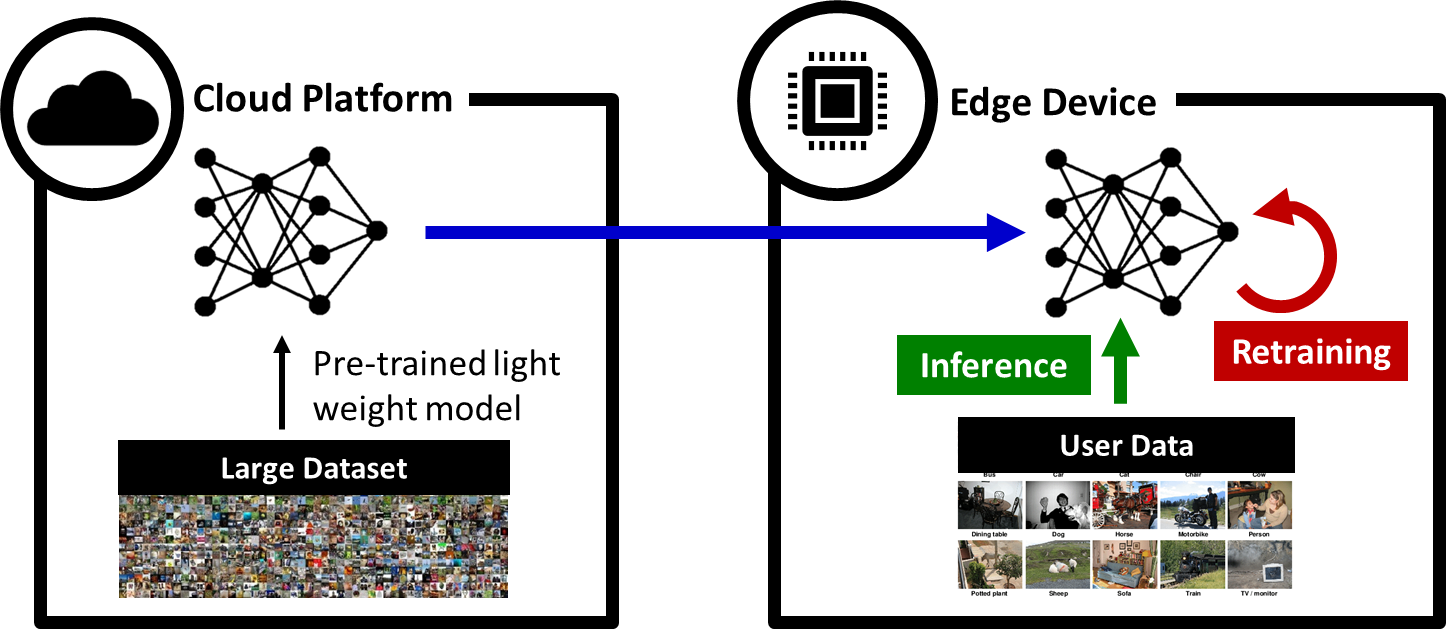 Cloud Platform
Pre-trained light
weight model
Large Dataset
Edge Device
Retraining
Inference
User Data
Bus Car Cat Chair Cow
Dining table Dog Horse Motorbike Person
Potted plant Sheep Sofa Train TV / monitor